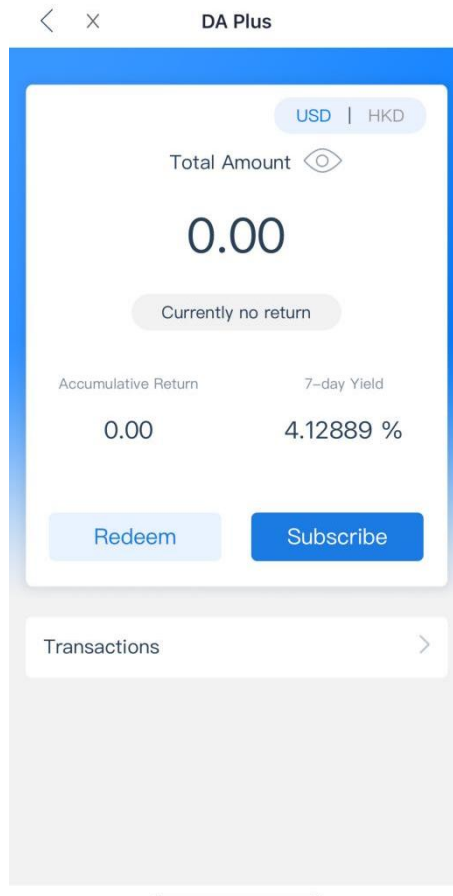 DA Plus
USD | HKD
Total Amount
0.00
Currently no return
Accumulative Return 7-day Yield
0.00 4.12889 %
Redeem Subscribe
Transactions